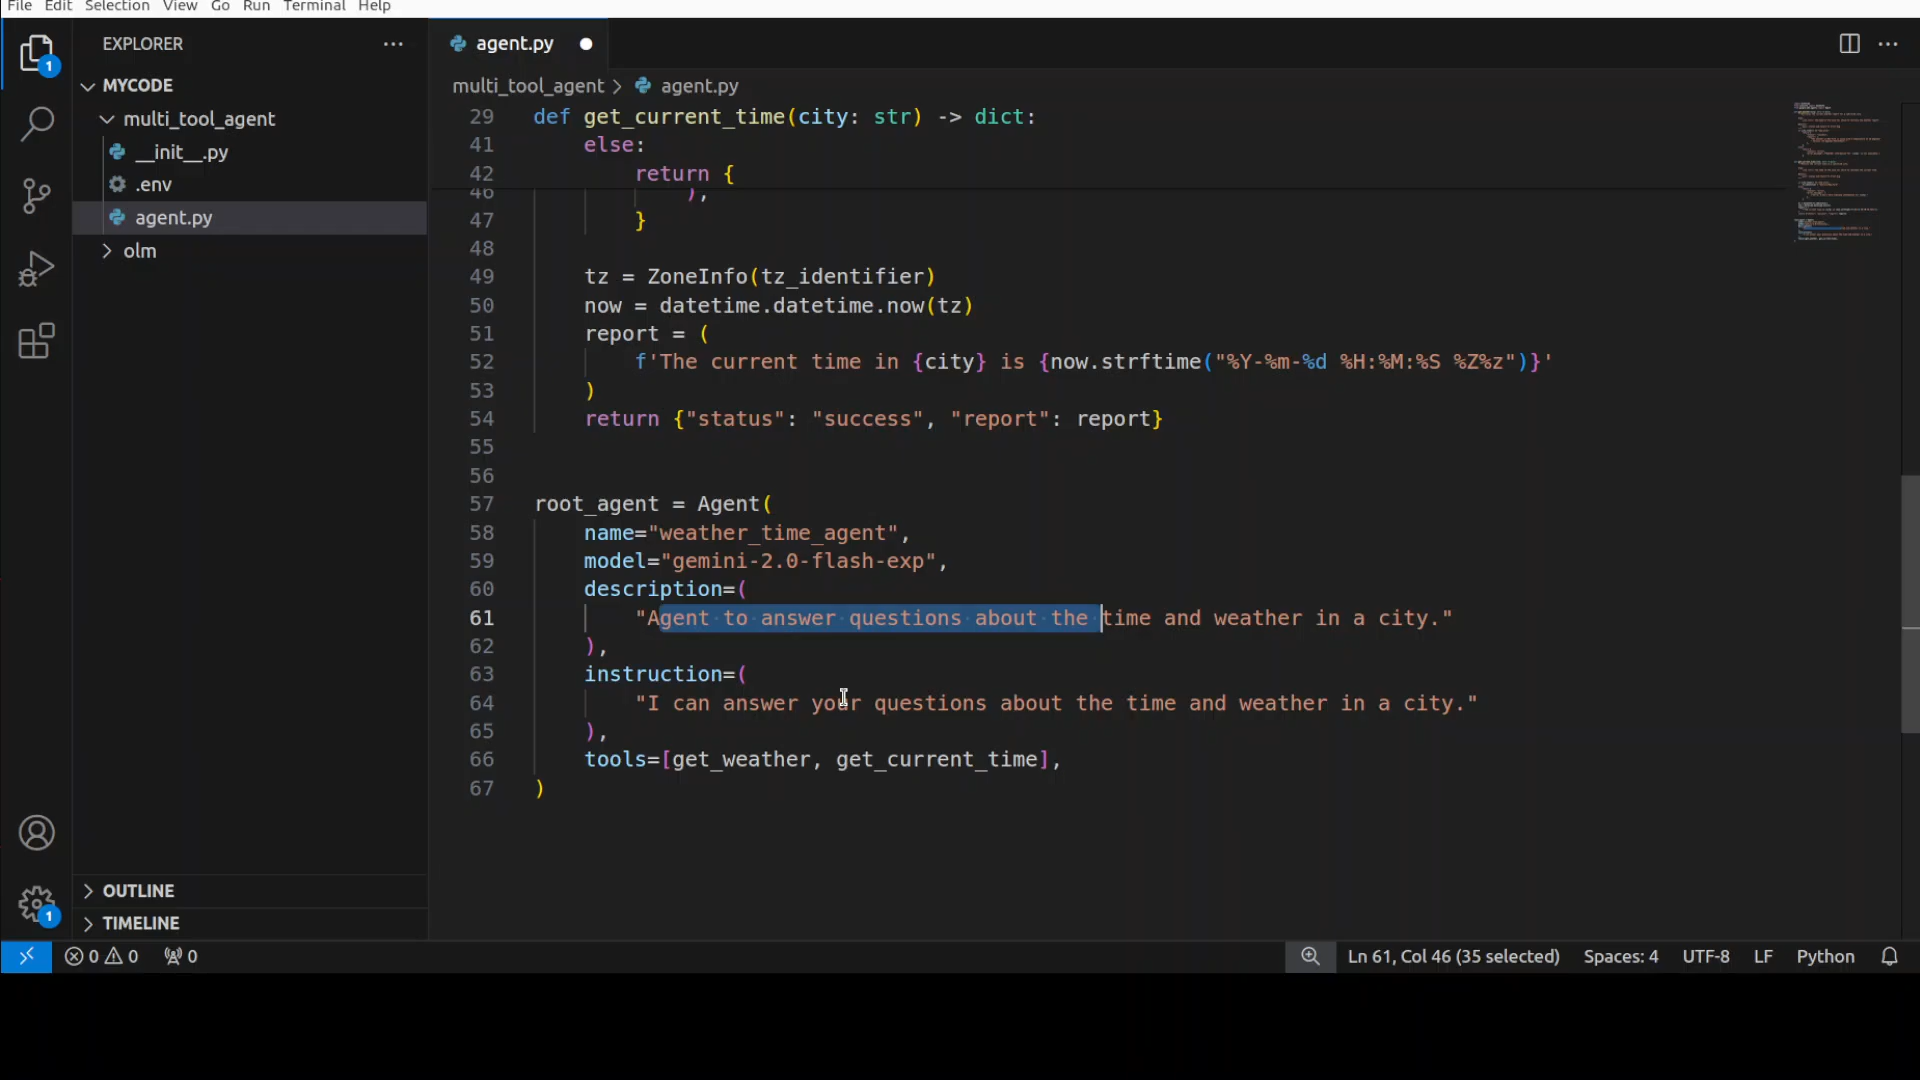 File Edit Selection View Go Run Terminal Help
EXPLORER
1
MYCODE
multi_tool_agent
__init__.py
.env
agent.py
olm
OUTLINE
TIMELINE
1
agent.py
multi_tool_agent > agent.py
29 def get_current_time(city: str) -> dict:
41 else:
42 return {
46 ),
47 }
48
49 tz = ZoneInfo(tz_identifier)
50 now = datetime.datetime.now(tz)
51 report = (
52 f'The current time in {city} is {now.strftime("%Y-%m-%d %H:%M:%S %Z%z")}'
53 )
54 return {"status": "success", "report": report}
55
56
57 root_agent = Agent(
58 name="weather_time_agent",
59 model="gemini-2.0-flash-exp",
60 description=(
61 "Agent to answer questions about the time and weather in a city."
62 ),
63 instruction=(
64 "I can answer your questions about the time and weather in a city."
65 ),
66 tools=[get_weather, get_current_time],
67 )
0 0 0 Ln 61, Col 46 (35 selected) Spaces: 4 UTF-8 LF Python